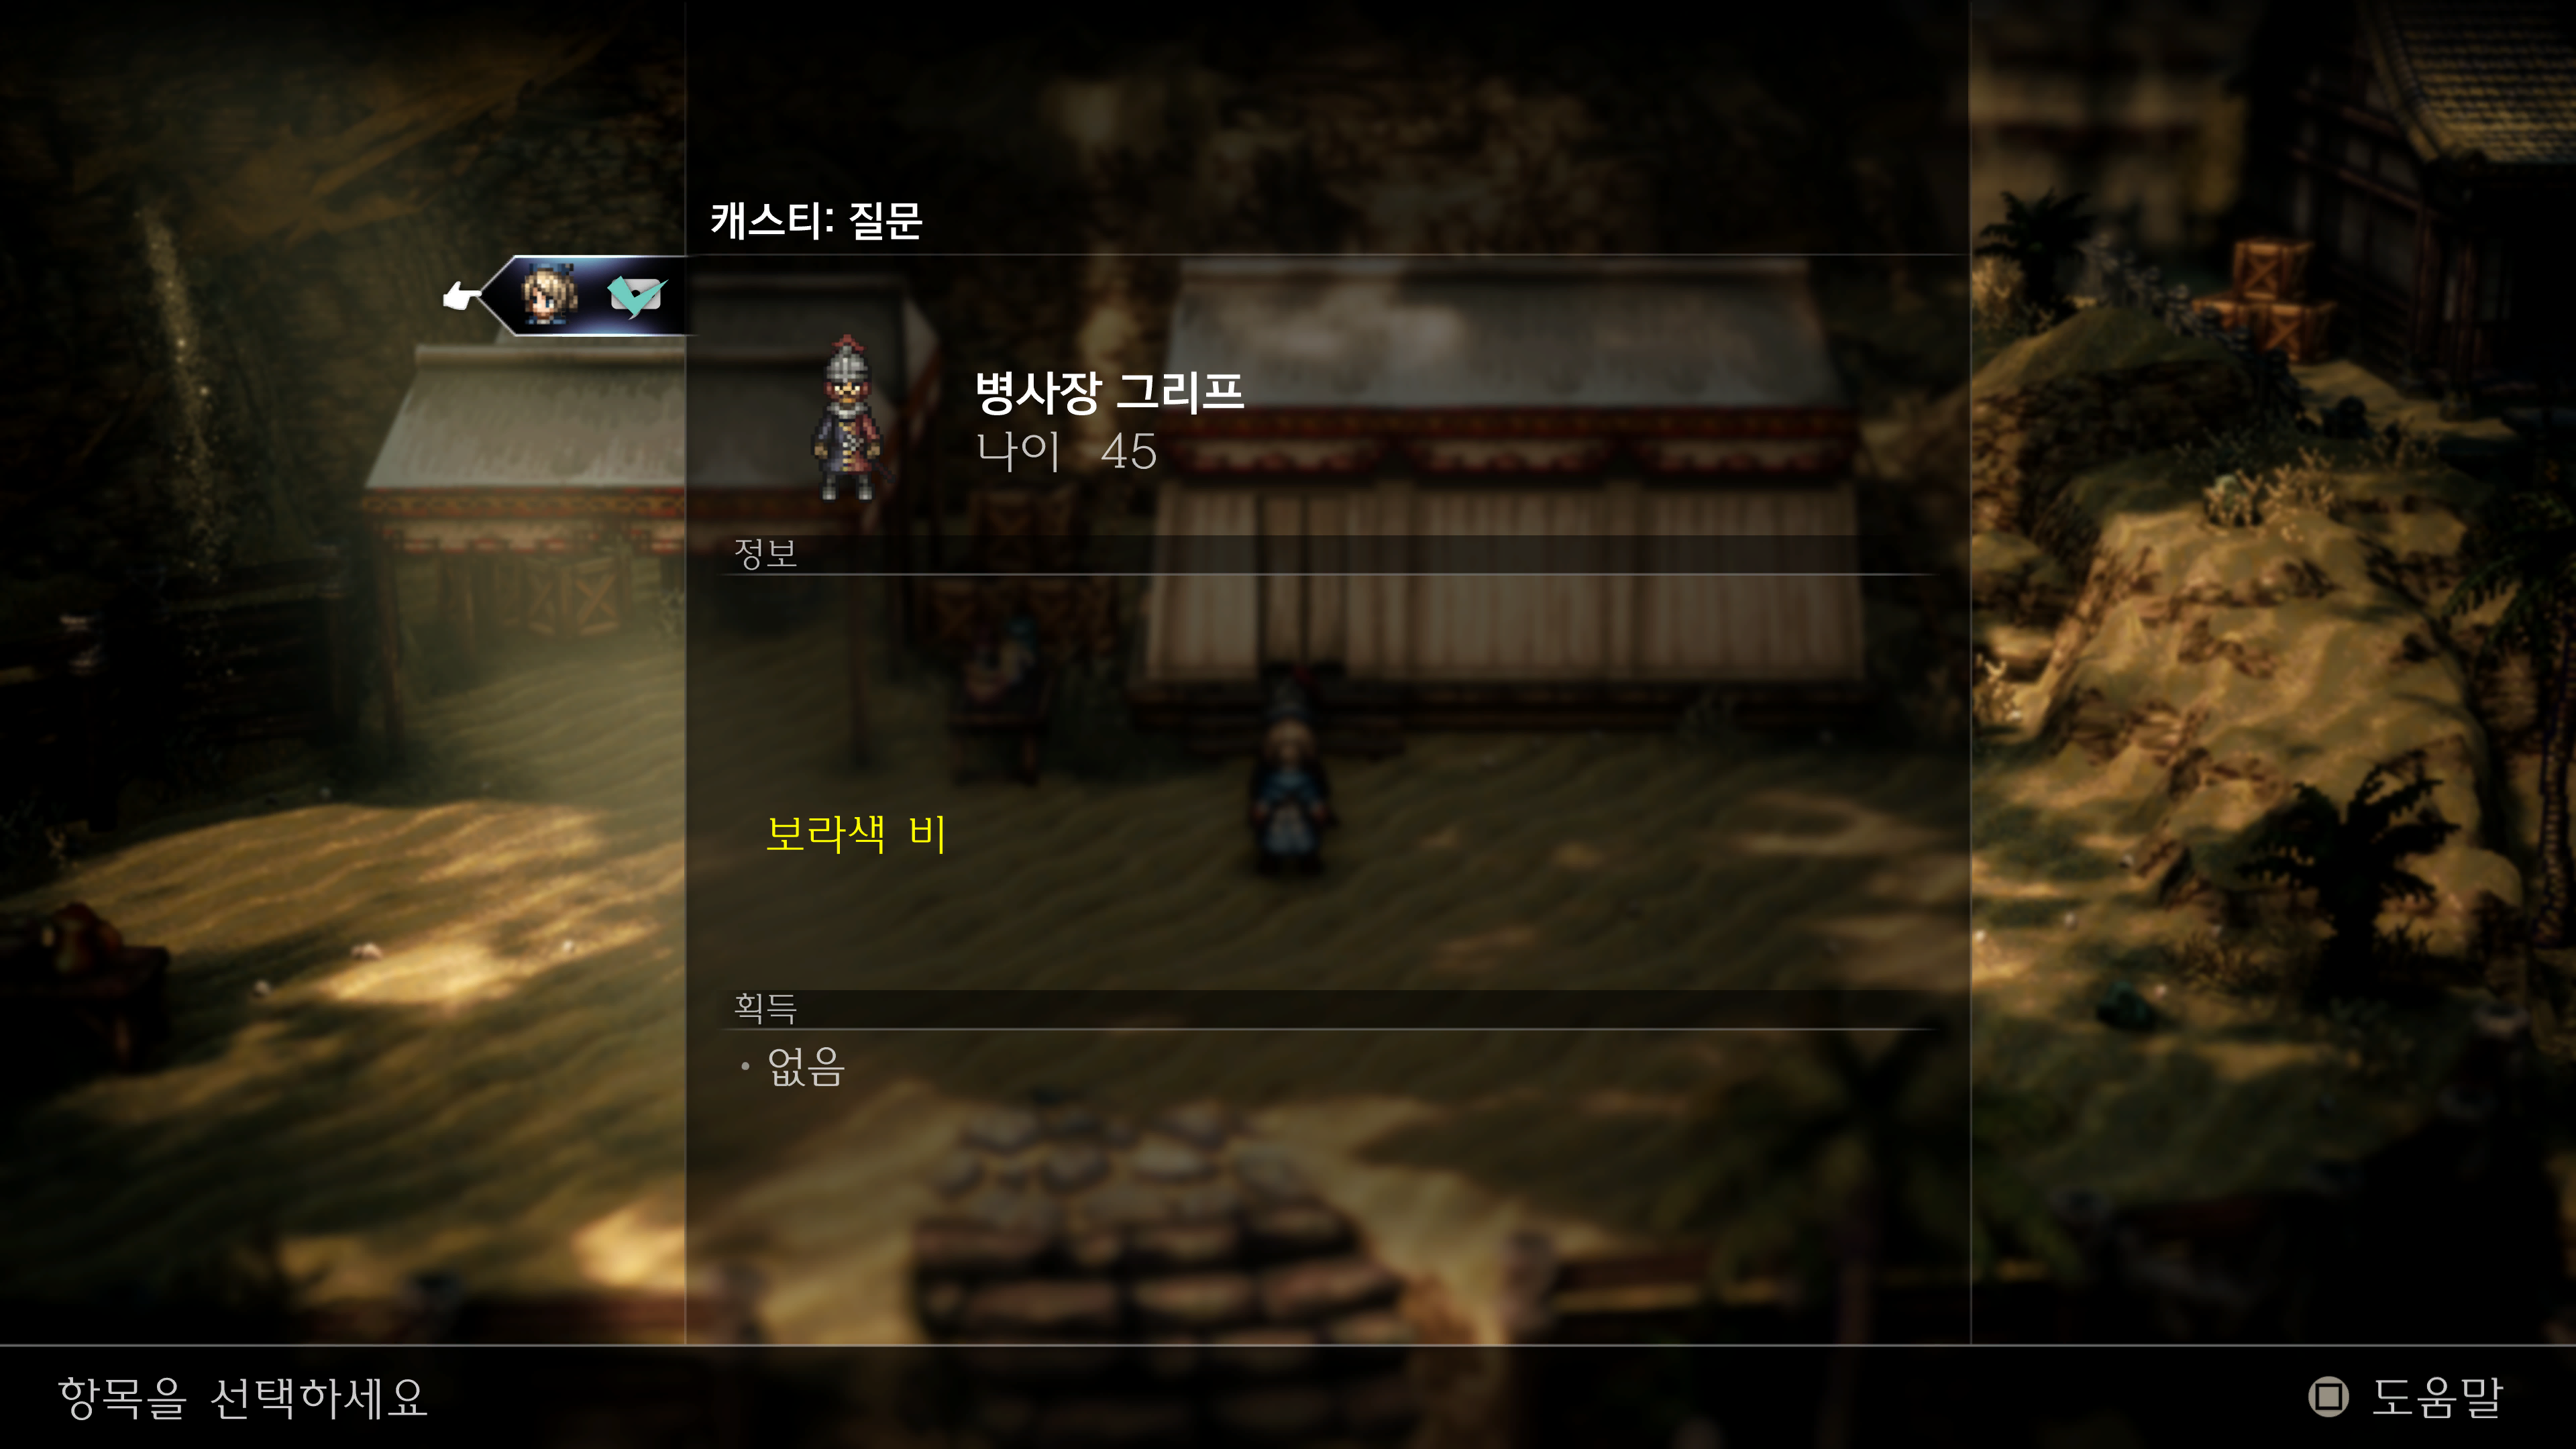 캐스티: 질문
병사장 그리프
나이 45
정보
보라색 비
획득
• 없음
항목을 선택하세요
도움말